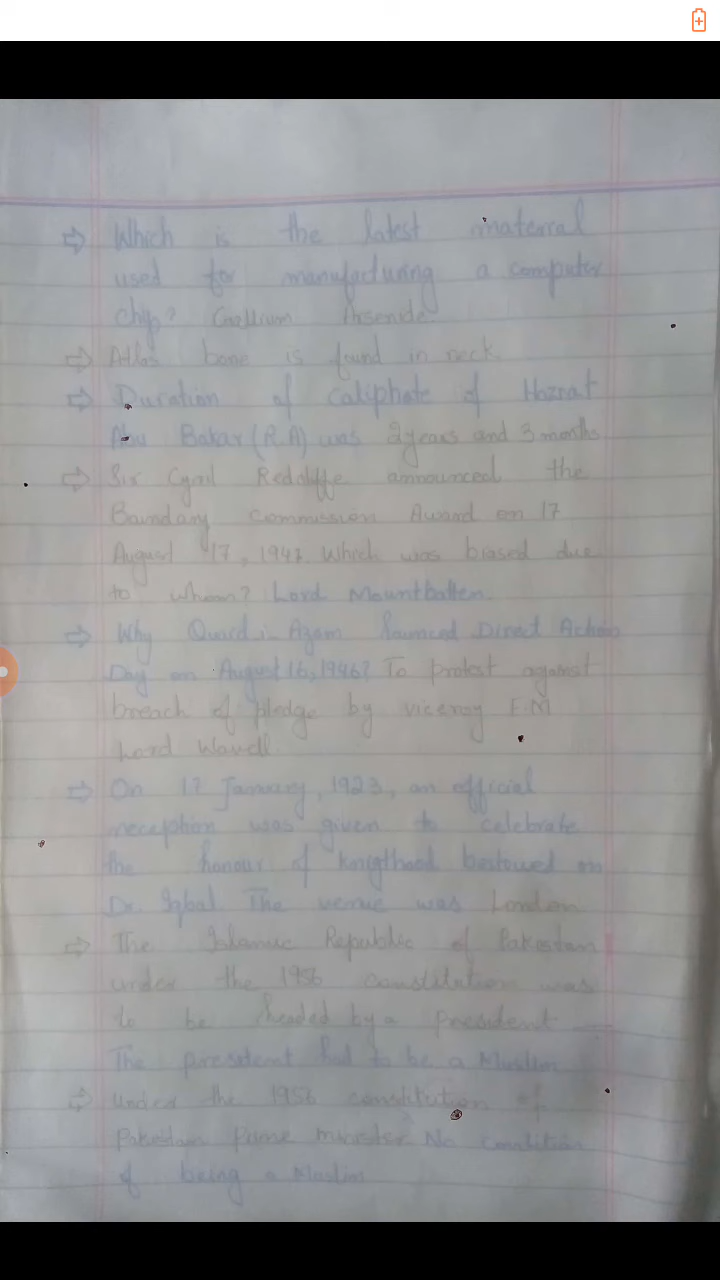 ⇒ Which is the latest material
used for manufacturing a computer
chip? Gallium Arsenide.
⇒ Atlas bone is found in neck
⇒ Duration of caliphate of Hazrat
Abu Bakar (R.A) was 2 years and 3 months
⇒ Sir Cyril Redcliffe announced the
Boundary Commission Award on 17
August 17, 1947 which was biased due
to whom? Lord Mountbatten.
⇒ Why Quaid-i-Azam Direct Action
Day on August 16, 1946? To protest against
breach of pledge by viceroy F.M
Lord Wavell.
⇒ On 17 January, 1923, an official
reception was given to celebrate
the honour of knigthood bestowed on
Dr. Iqbal The venue was London
⇒ The Islamic Republic of Pakistan
under the 1956 constitution was
to be headed by a president
The president had to be a Muslim
⇒ Under the 1956 constitution of
Pakistan Prime minister No condition
of being a Muslim